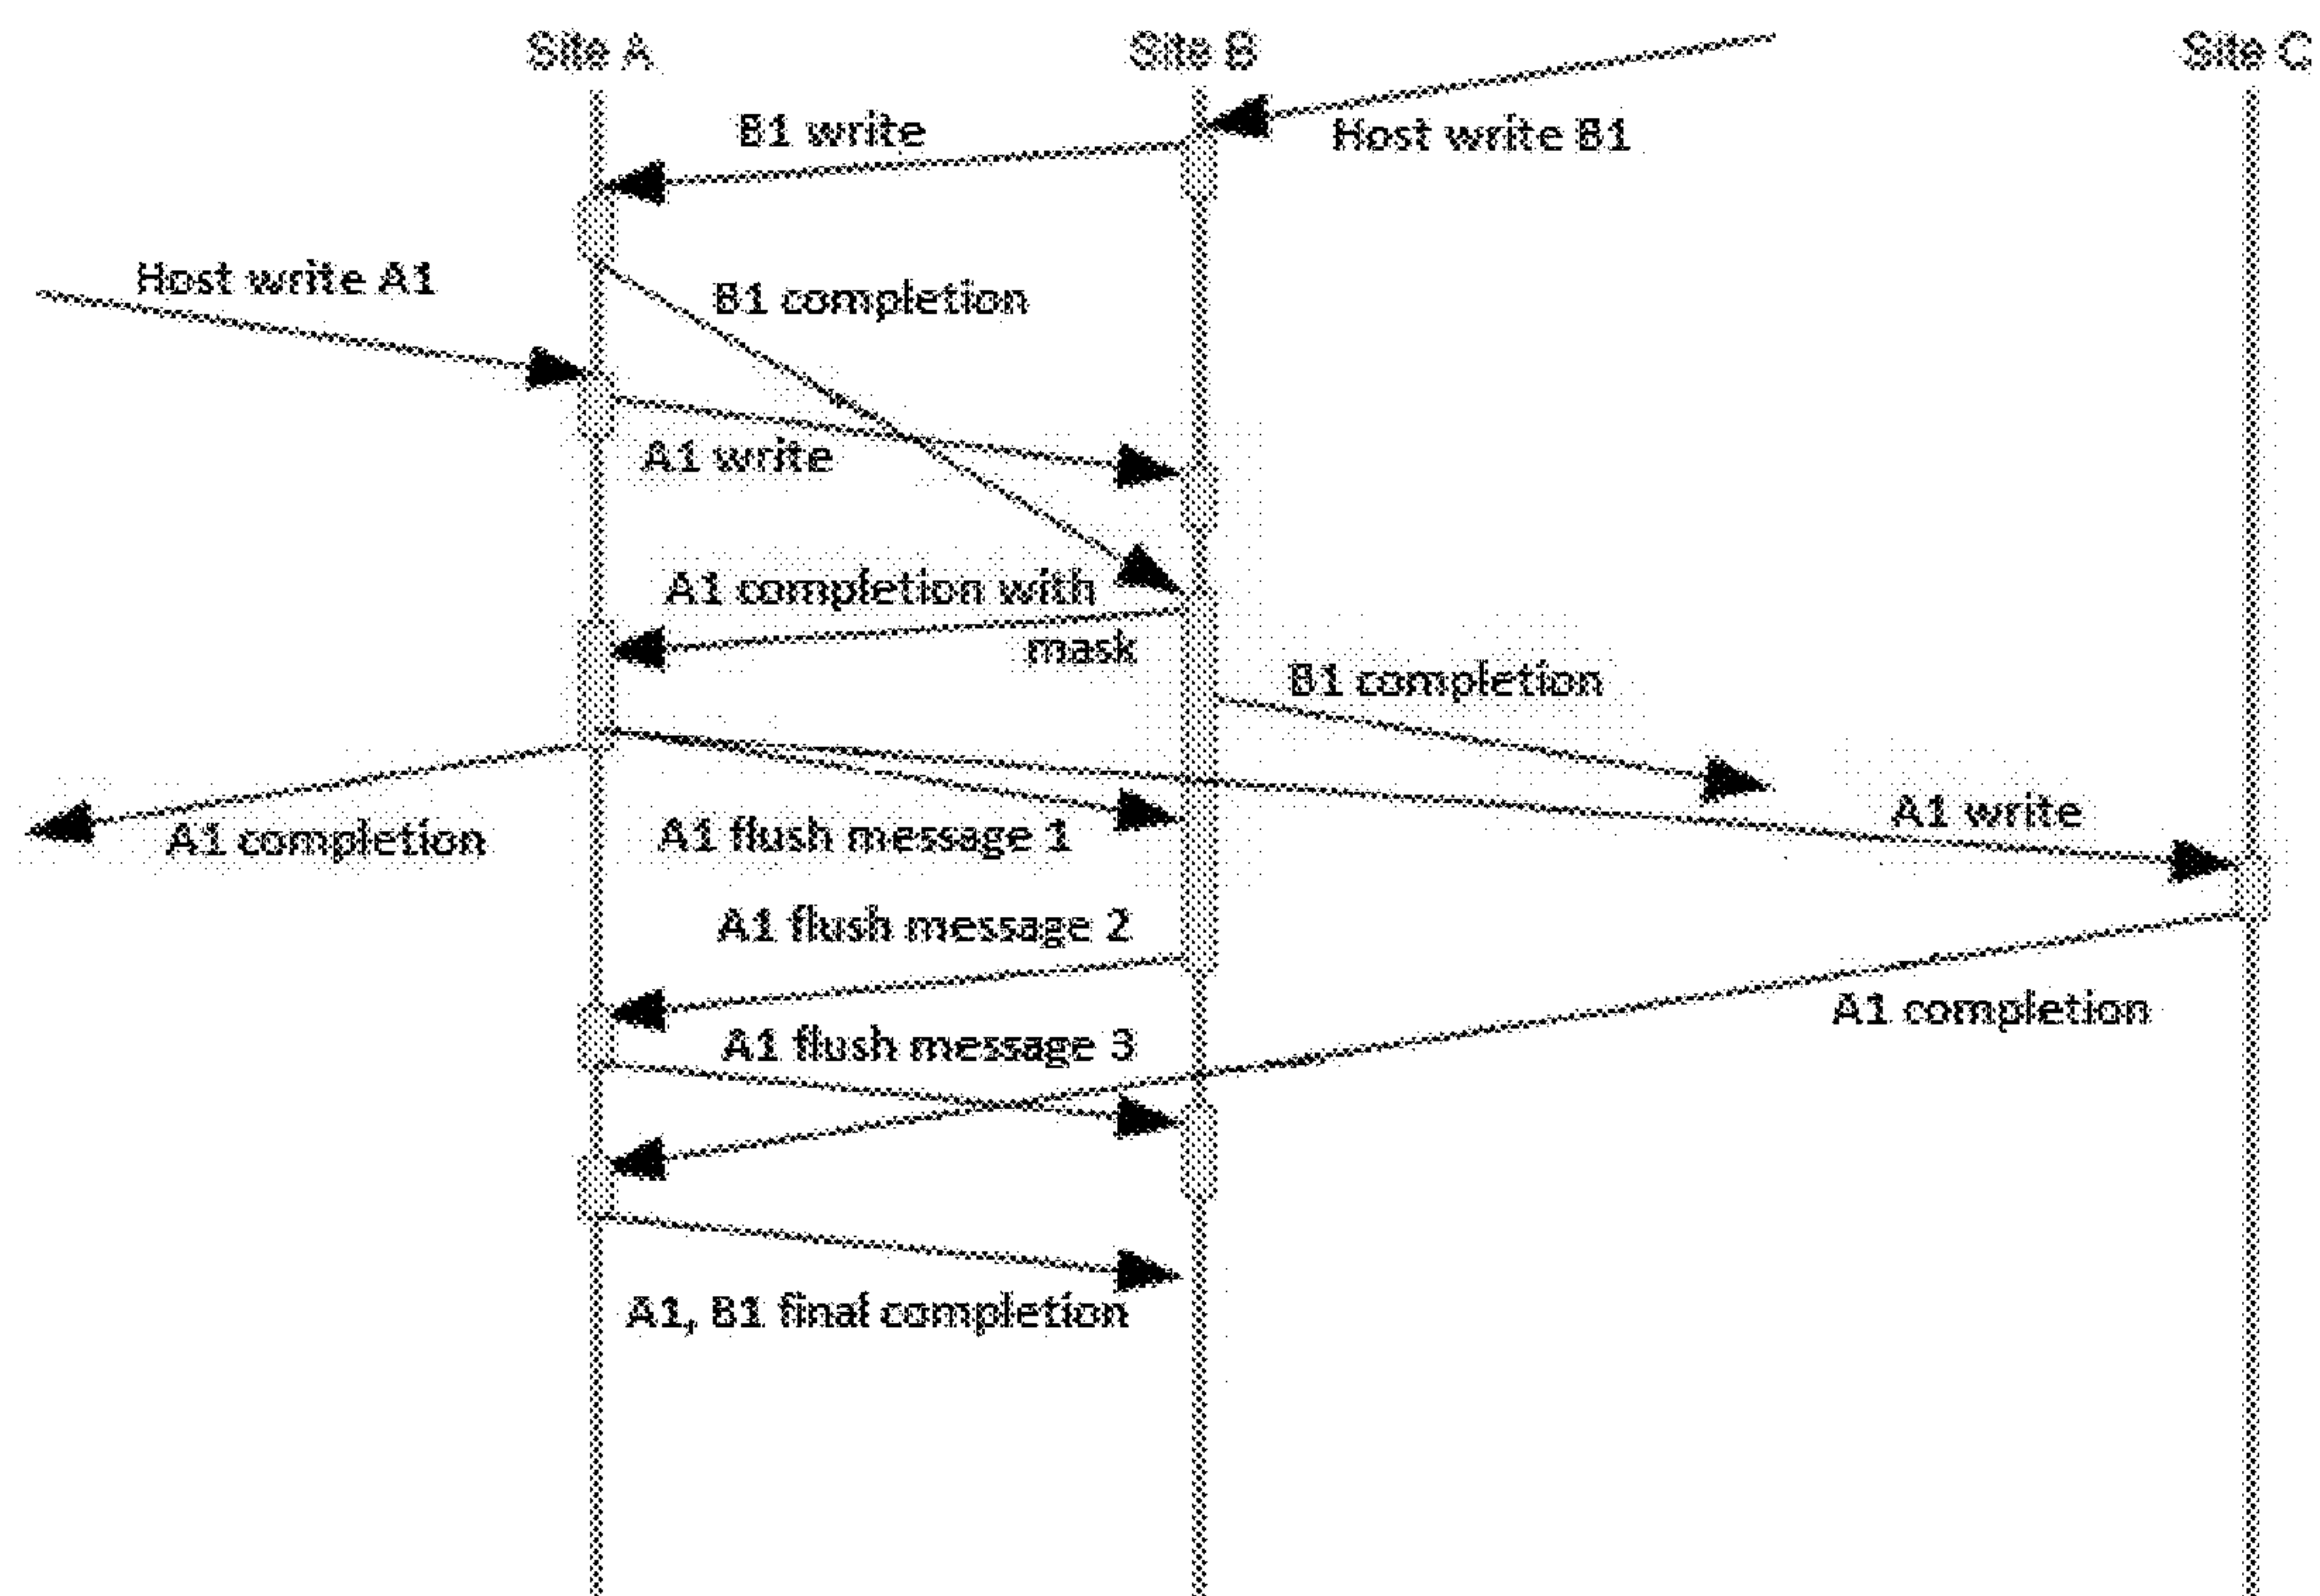 Site A
Site B
Site C
B1 write
Host write B1
Host write A1
B1 completion
A1 write
A1 completion with
mask
B1 completion
A1 write
A1 completion
A1 flush message 1
A1 flush message 2
A1 completion
A1 flush message 3
A1, B1 final completion